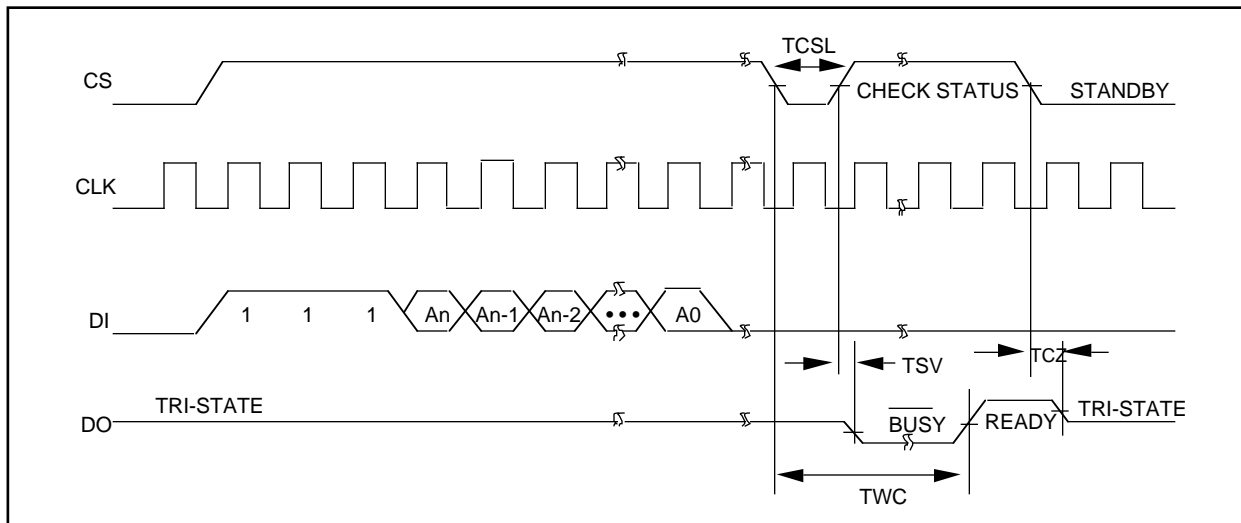 TCSL
CS
CHECK STATUS
STANDBY
CLK
DI
1 1 1 An An-1 An-2 ••• A0
TSV
TCZ
TRI-STATE
DO
BUSY
READY
TRI-STATE
TWC